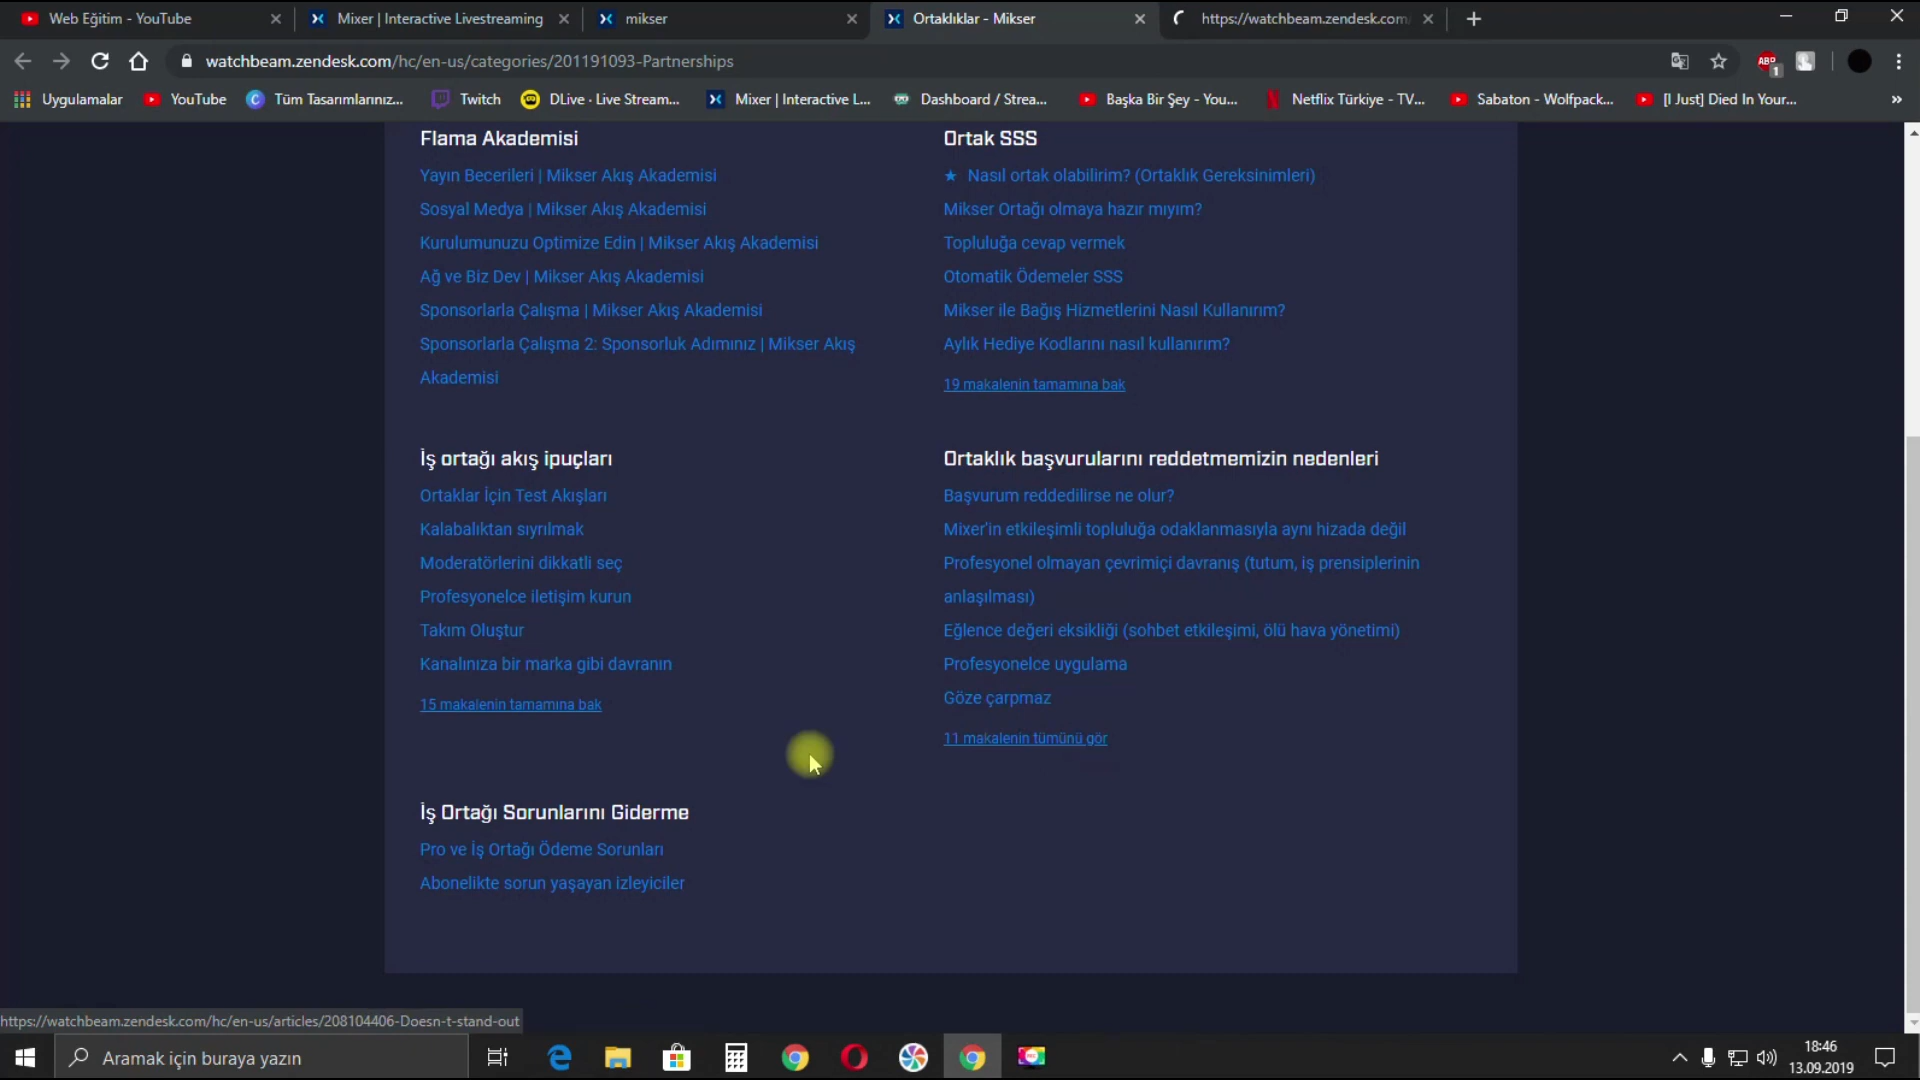 Web Eğitim - YouTube
Mixer | Interactive Livestreaming
mikser
Ortaklıklar - Mikser
https://watchbeam.zendesk.com/
watchbeam.zendesk.com/hc/en-us/categories/201191093-Partnerships
ABP
1
Uygulamalar
YouTube
Tüm Tasarımlarınız...
Twitch
DLive · Live Stream...
Mixer | Interactive L...
Dashboard / Strea...
Başka Bir Şey - You...
Netflix Türkiye - TV...
Sabaton - Wolfpack...
[I Just] Died In Your...
Flama Akademisi
Yayın Becerileri | Mikser Akış Akademisi
Sosyal Medya | Mikser Akış Akademisi
Kurulumunuzu Optimize Edin | Mikser Akış Akademisi
Ağ ve Biz Dev | Mikser Akış Akademisi
Sponsorlarla Çalışma | Mikser Akış Akademisi
Sponsorlarla Çalışma 2: Sponsorluk Adımınız | Mikser Akış
Akademisi
Ortak SSS
★ Nasıl ortak olabilirim? (Ortaklık Gereksinimleri)
Mikser Ortağı olmaya hazır mıyım?
Topluluğa cevap vermek
Otomatik Ödemeler SSS
Mikser ile Bağış Hizmetlerini Nasıl Kullanırım?
Aylık Hediye Kodlarını nasıl kullanırım?
19 makalenin tamamına bak
İş ortağı akış ipuçları
Ortaklar İçin Test Akışları
Kalabalıktan sıyrılmak
Moderatörlerini dikkatli seç
Profesyonelce iletişim kurun
Takım Oluştur
Kanalınıza bir marka gibi davranın
15 makalenin tamamına bak
Ortaklık başvurularını reddetmemizin nedenleri
Başvurum reddedilirse ne olur?
Mixer'in etkileşimli topluluğa odaklanmasıyla aynı hizada değil
Profesyonel olmayan çevrimiçi davranış (tutum, iş prensiplerinin
anlaşılması)
Eğlence değeri eksikliği (sohbet etkileşimi, ölü hava yönetimi)
Profesyonelce uygulama
Göze çarpmaz
11 makalenin tümünü gör
İş Ortağı Sorunlarını Giderme
Pro ve İş Ortağı Ödeme Sorunları
Abonelikte sorun yaşayan izleyiciler
https://watchbeam.zendesk.com/hc/en-us/articles/208104406-Doesn-t-stand-out
Aramak için buraya yazın
18:46
13.09.2019